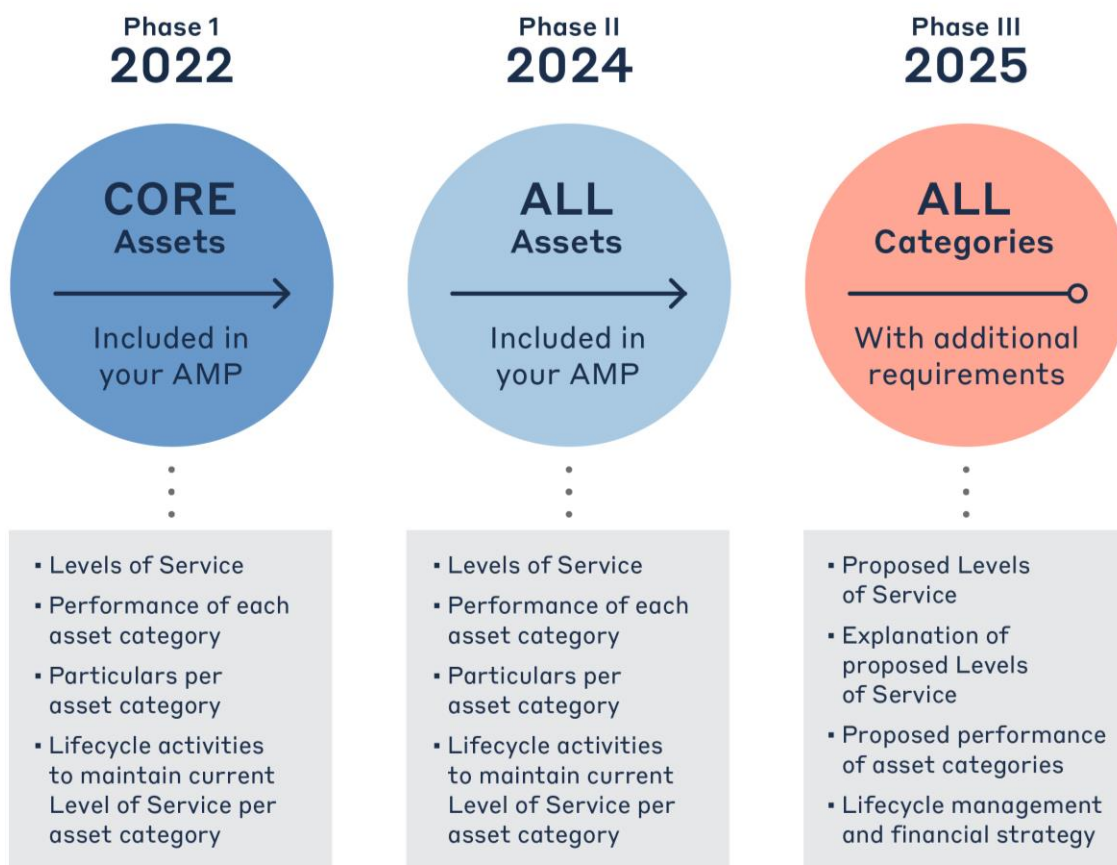 Phase 1
2022
CORE
Assets
Included in
your AMP
▪ Levels of Service
▪ Performance of each
asset category
▪ Particulars per
asset category
▪ Lifecycle activities
to maintain current
Level of Service per
asset category
Phase II
2024
ALL
Assets
Included in
your AMP
▪ Levels of Service
▪ Performance of each
asset category
▪ Particulars per
asset category
▪ Lifecycle activities
to maintain current
Level of Service per
asset category
Phase III
2025
ALL
Categories
With additional
requirements
▪ Proposed Levels
of Service
▪ Explanation of
proposed Levels
of Service
▪ Proposed performance
of asset categories
▪ Lifecycle management
and financial strategy